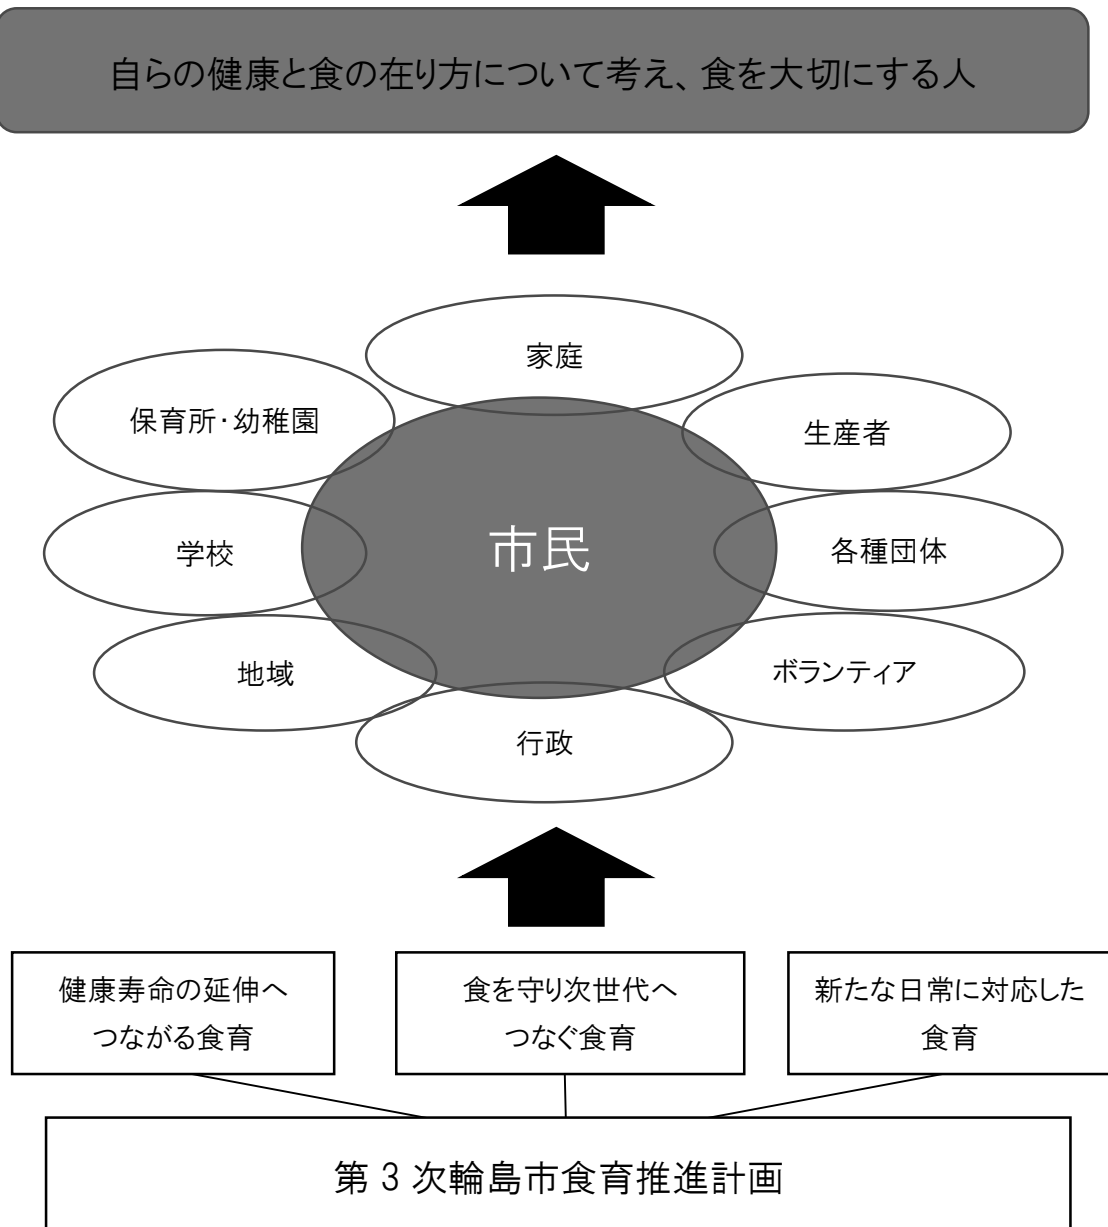 自らの健康と食の在り方について考え、食を大切にする人
家庭
保育所・幼稚園
生産者
学校
市民
各種団体
地域
ボランティア
行政
健康寿命の延伸へ
つながる食育
食を守り次世代へ
つなぐ食育
新たな日常に対応した
食育
第3次輪島市食育推進計画